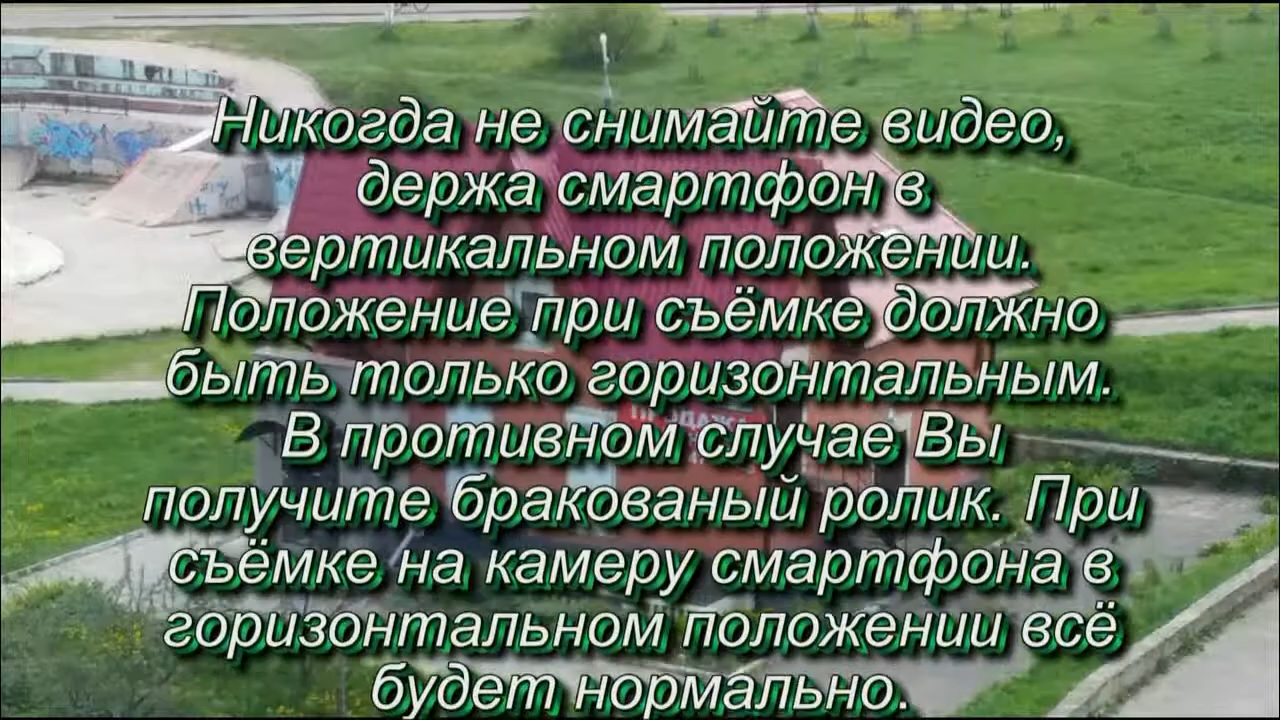 Никогда не снимайте видео,
держа смартфон в
вертикальном положении.
Положение при съёмке должно
быть только горизонтальным.
В противном случае Вы
получите бракованый ролик. При
съёмке на камеру смартфона в
горизонтальном положении всё
будет нормально.
ПРОДАЖА